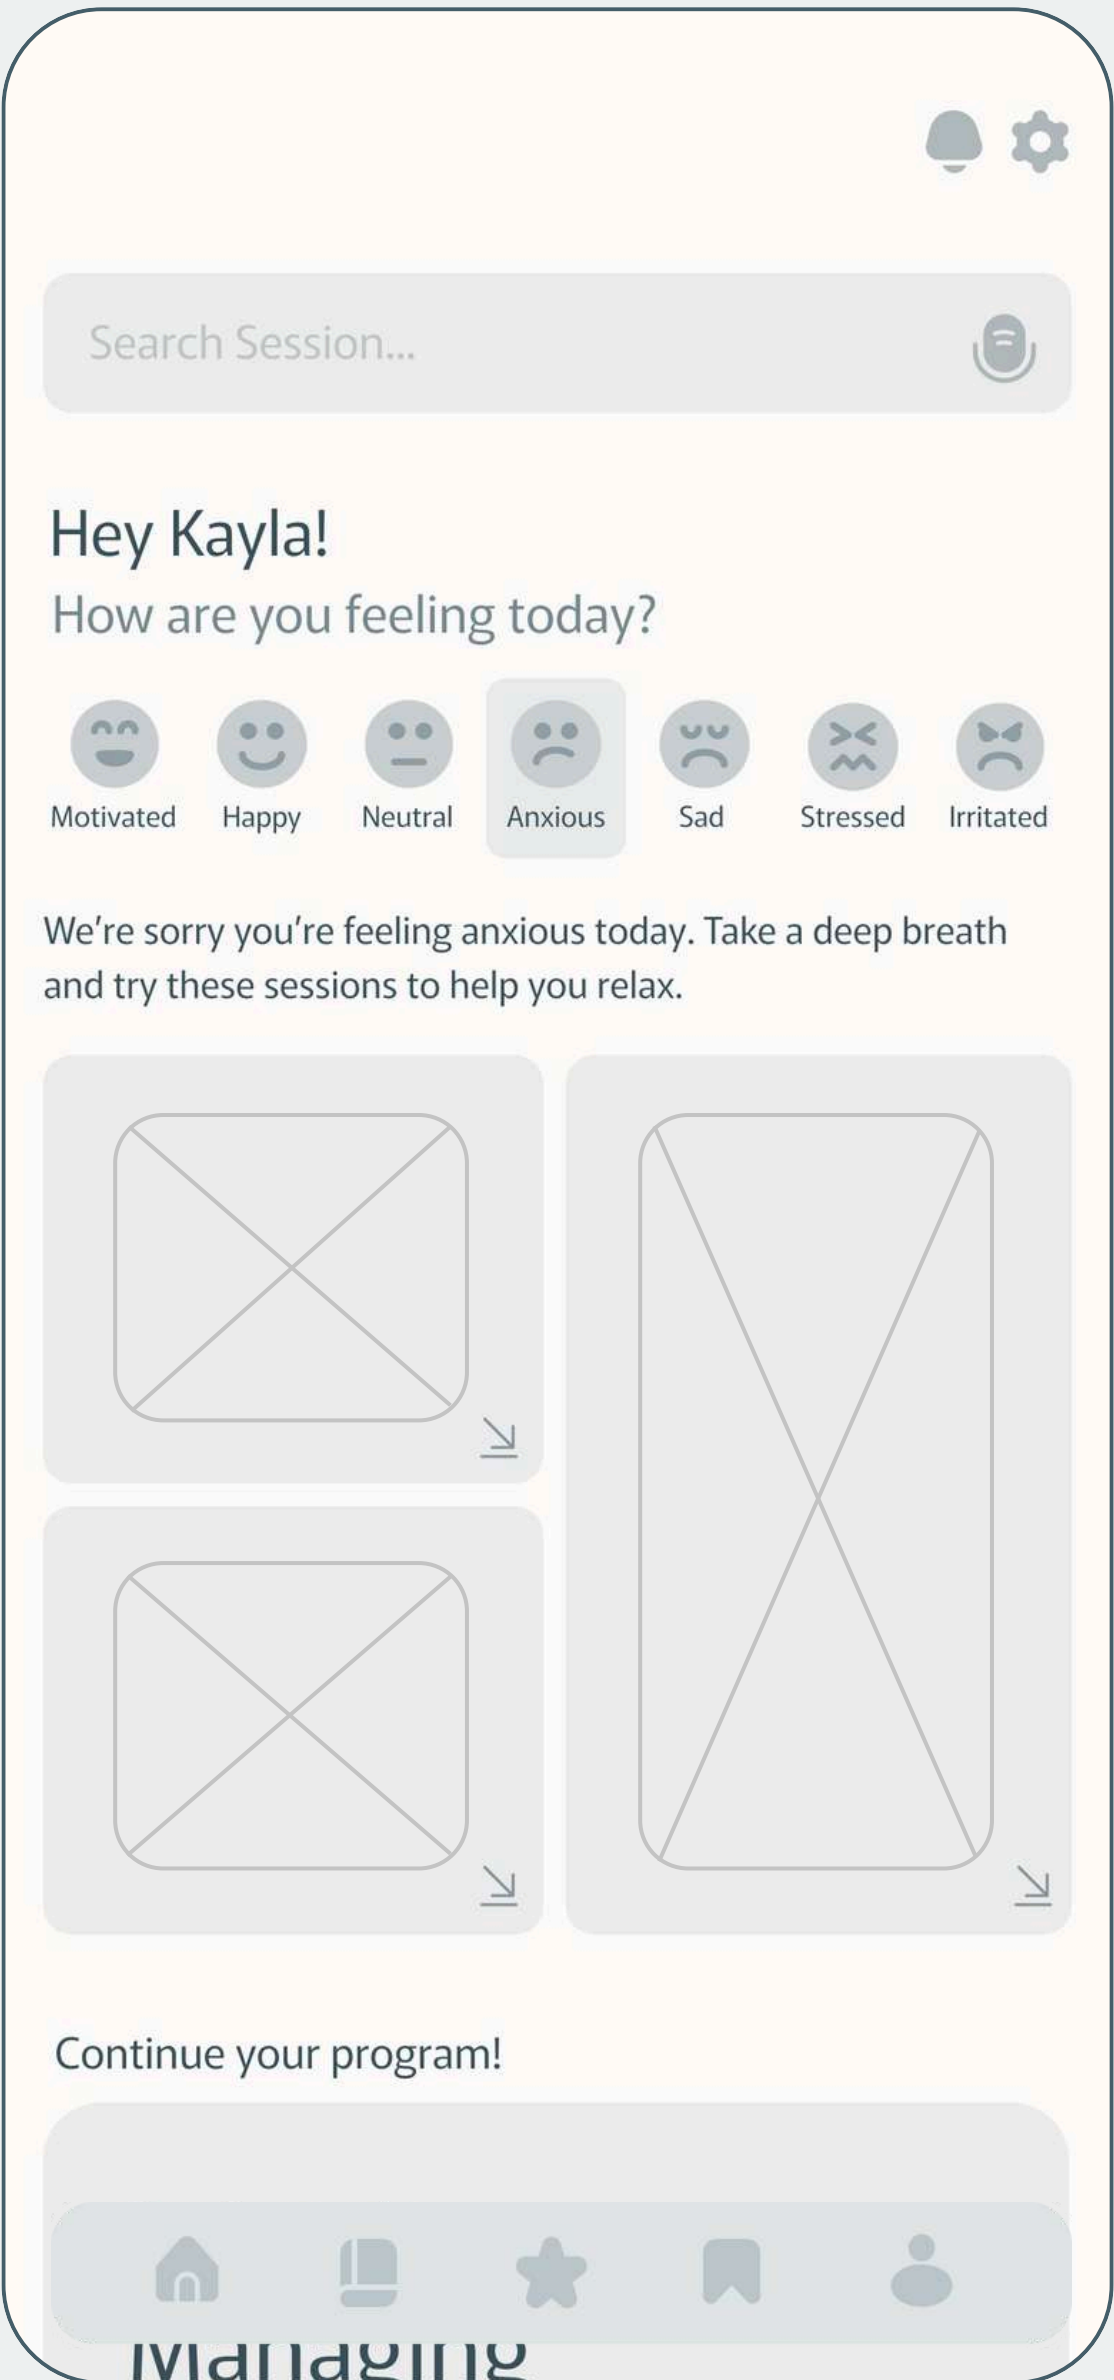 Search Session...
Hey Kayla!
How are you feeling today?
Motivated Happy Neutral Anxious Sad Stressed Irritated
We're sorry you're feeling anxious today. Take a deep breath
and try these sessions to help you relax.
Continue your program!
Managing